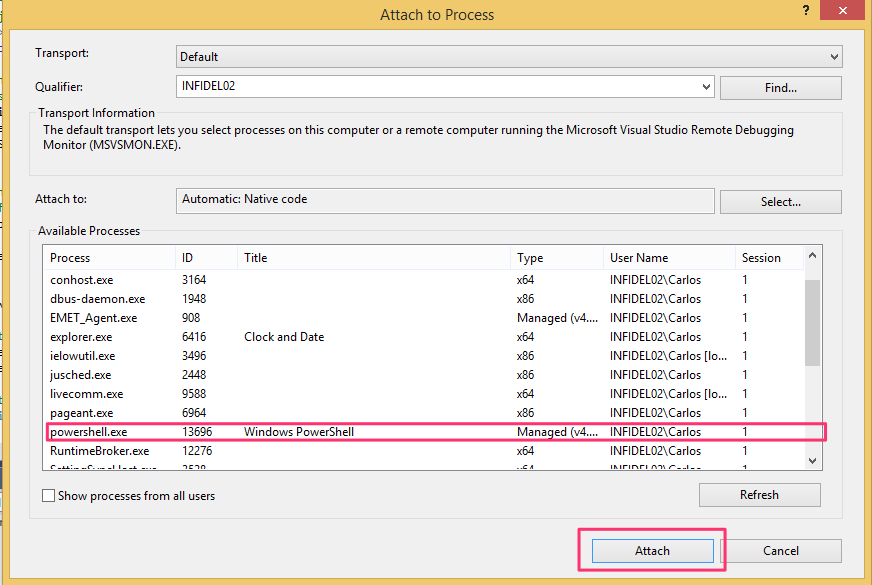 Attach to Process
?
Transport:
Default
Qualifier:
INFIDEL02
Find...
Transport Information
The default transport lets you select processes on this computer or a remote computer running the Microsoft Visual Studio Remote Debugging
Monitor (MSVSMON.EXE).
Attach to:
Automatic: Native code
Select...
Available Processes
Process ID Title Type User Name Session
conhost.exe 3164 x64 INFIDEL02\Carlos 1
dbus-daemon.exe 1948 x86 INFIDEL02\Carlos 1
EMET_Agent.exe 908 Managed (v4.... INFIDEL02\Carlos 1
explorer.exe 6416 Clock and Date x64 INFIDEL02\Carlos 1
ielowutil.exe 3496 x86 INFIDEL02\Carlos [lo... 1
jusched.exe 2448 x86 INFIDEL02\Carlos 1
livecomm.exe 9588 x64 INFIDEL02\Carlos [lo... 1
pageant.exe 6964 x86 INFIDEL02\Carlos 1
powershell.exe 13696 Windows PowerShell Managed (v4.... INFIDEL02\Carlos 1
RuntimeBroker.exe 12276 x64 INFIDEL02\Carlos 1
Show processes from all users
Refresh
Attach
Cancel